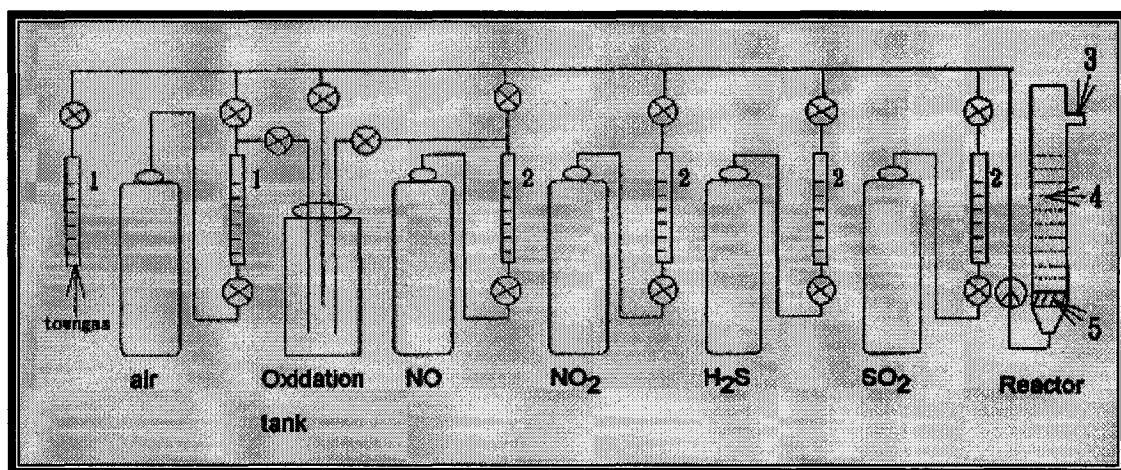 3
1
1
2
2
2
2
4
5
towngas
air
Oxidation
tank
NO
NO₂
H₂S
SO₂
Reactor